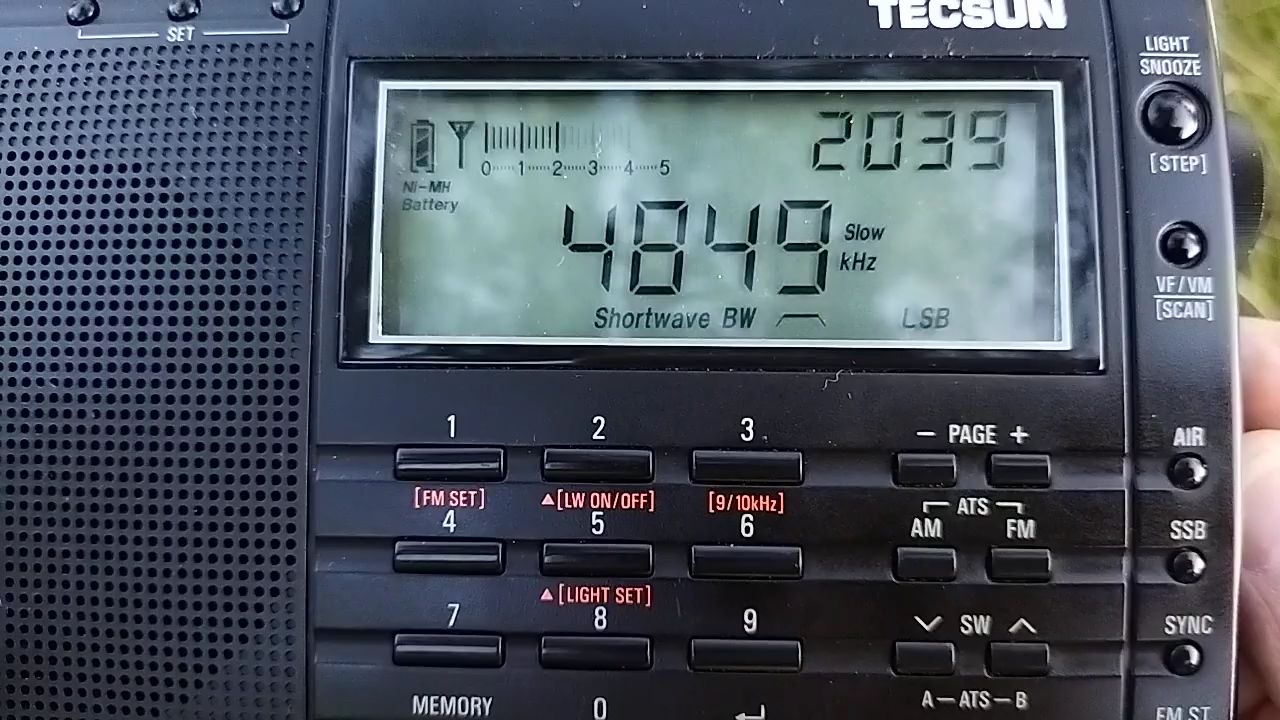 SET
TECSUN
LIGHT
SNOOZE
[STEP]
2039
0 1 2 3 4 5
Ni-MH
Battery
4849
Slow
kHz
Shortwave BW
LSB
VF/VM
[SCAN]
1 2 3
- PAGE +
AIR
[FM SET] ▲[LW ON/OFF] [9/10kHz]
ATS
4 5 6
AM FM
SSB
▲[LIGHT SET]
7 8 9
SW
SYNC
MEMORY 0
A-ATS-B
FM ST